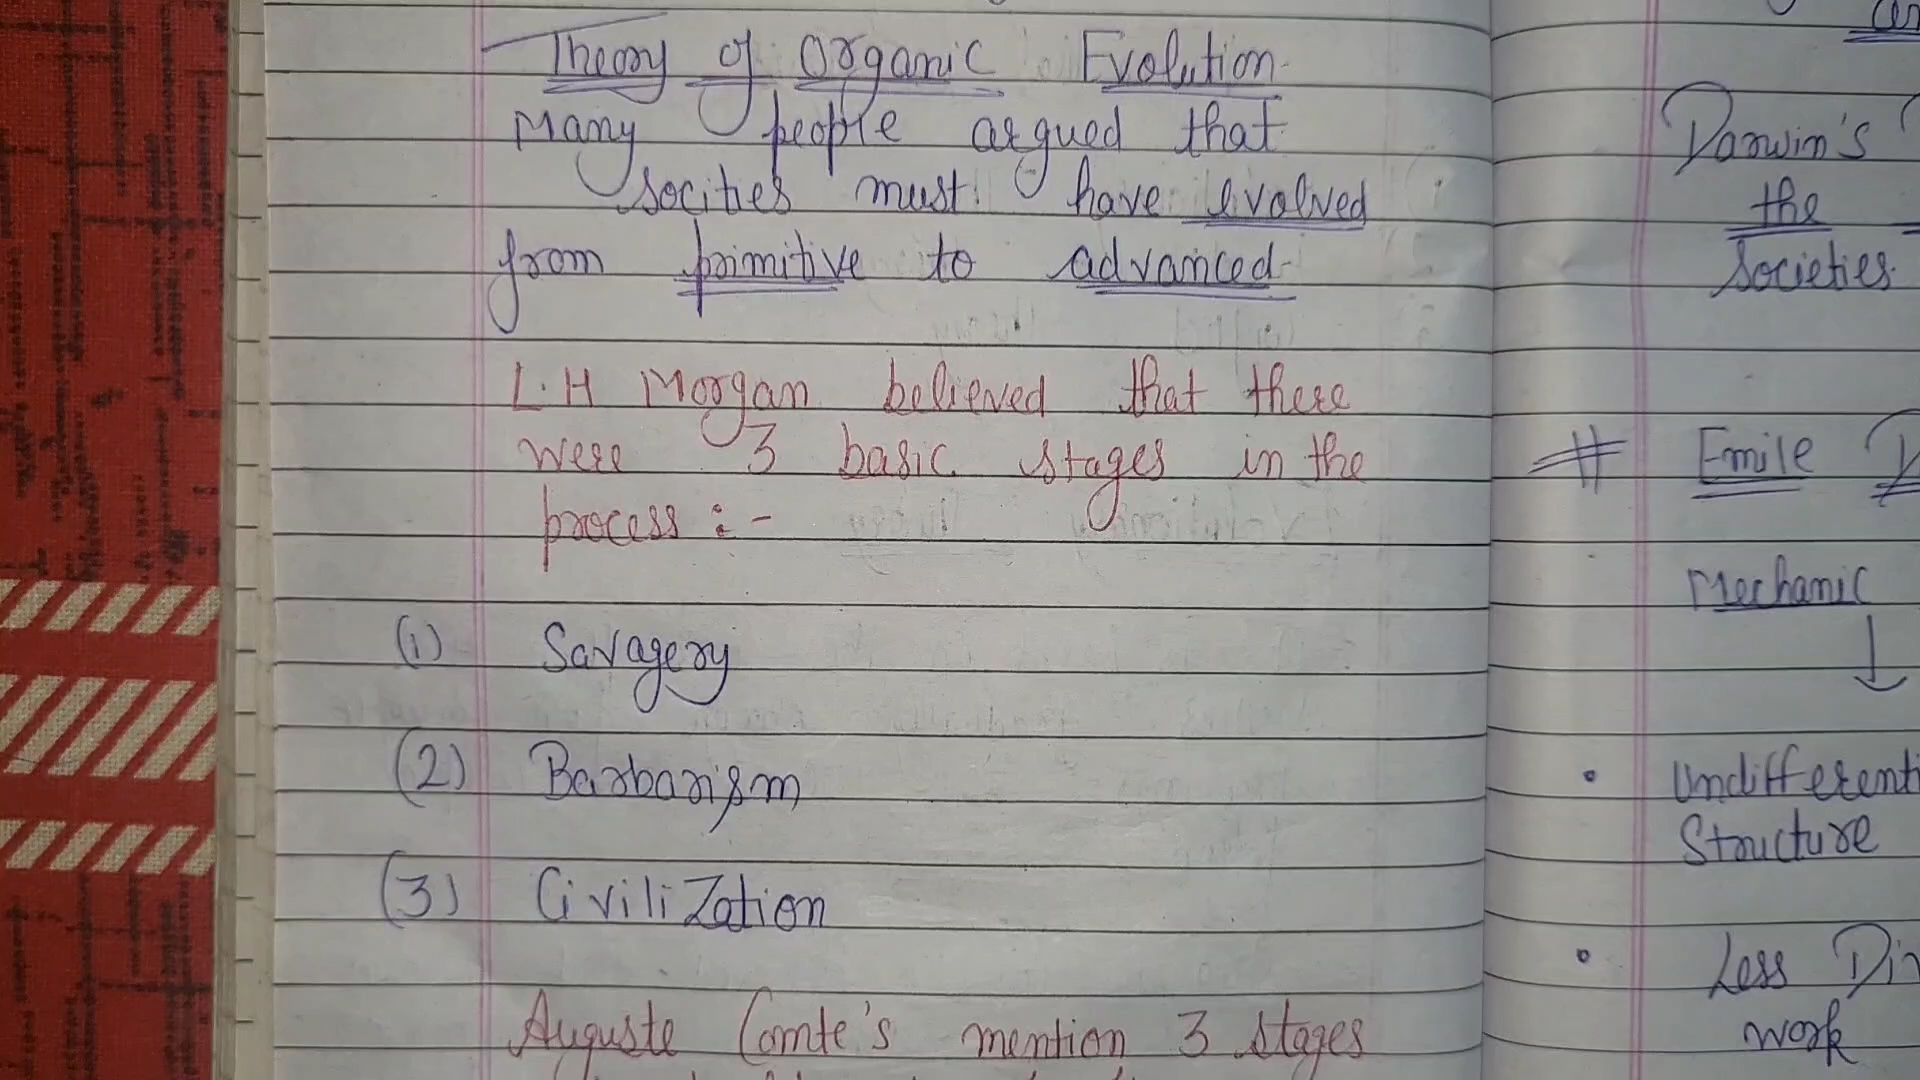 Theory of Organic Evolution
Many people argued that
socities must have evolved
from primitive to advanced
L.H Morgan believed that there
were 3 basic stages in the
process :-
(1) Savagery
(2) Barbarism
(3) Civilization
Auguste Comte's mention 3 stages
Darwin's
the
Societies.
# Emile
Mechanic
• Undifferenti
Structure
• Less
work